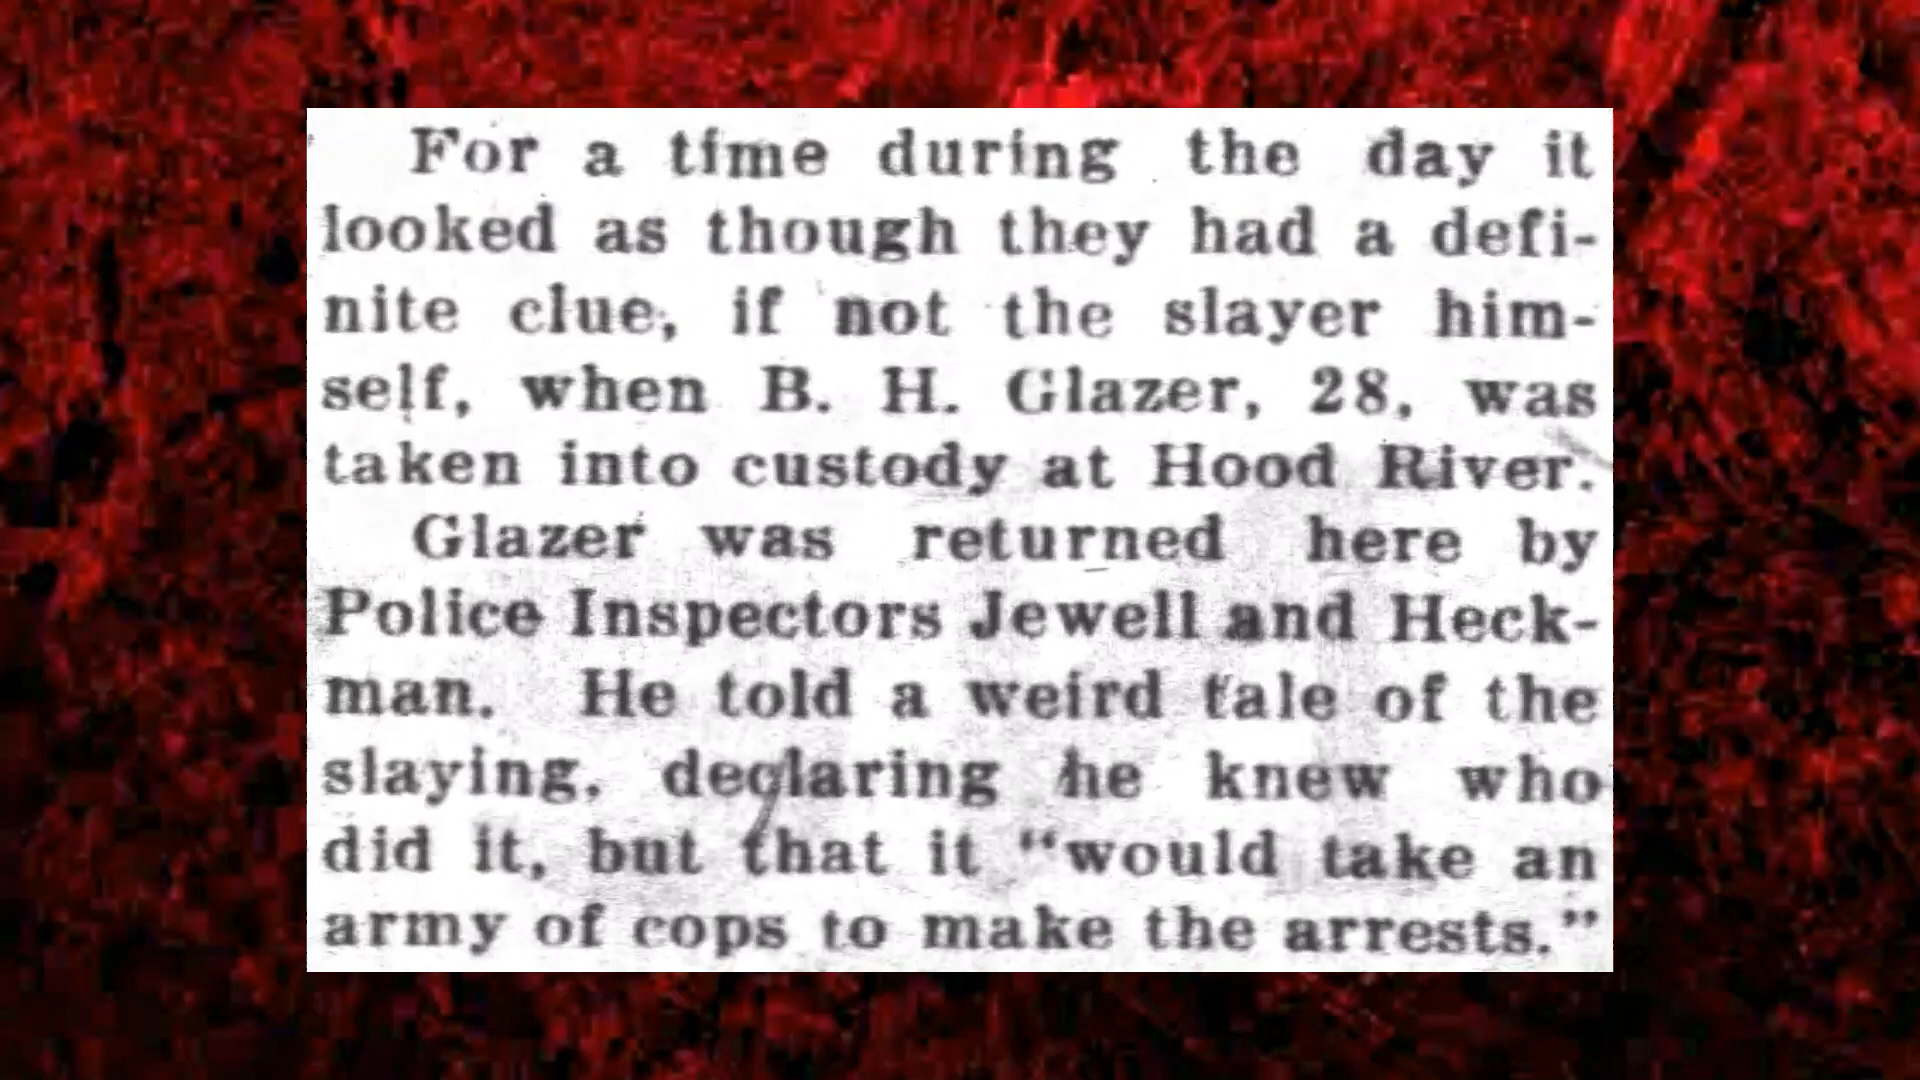 For a time during the day it
looked as though they had a defi-
nite clue, if not the slayer him-
self, when B. H. Glazer, 28, was
taken into custody at Hood River.
Glazer was returned here by
Police Inspectors Jewell and Heck-
man. He told a weird tale of the
slaying, declaring he knew who
did it, but that it "would take an
army of cops to make the arrests."